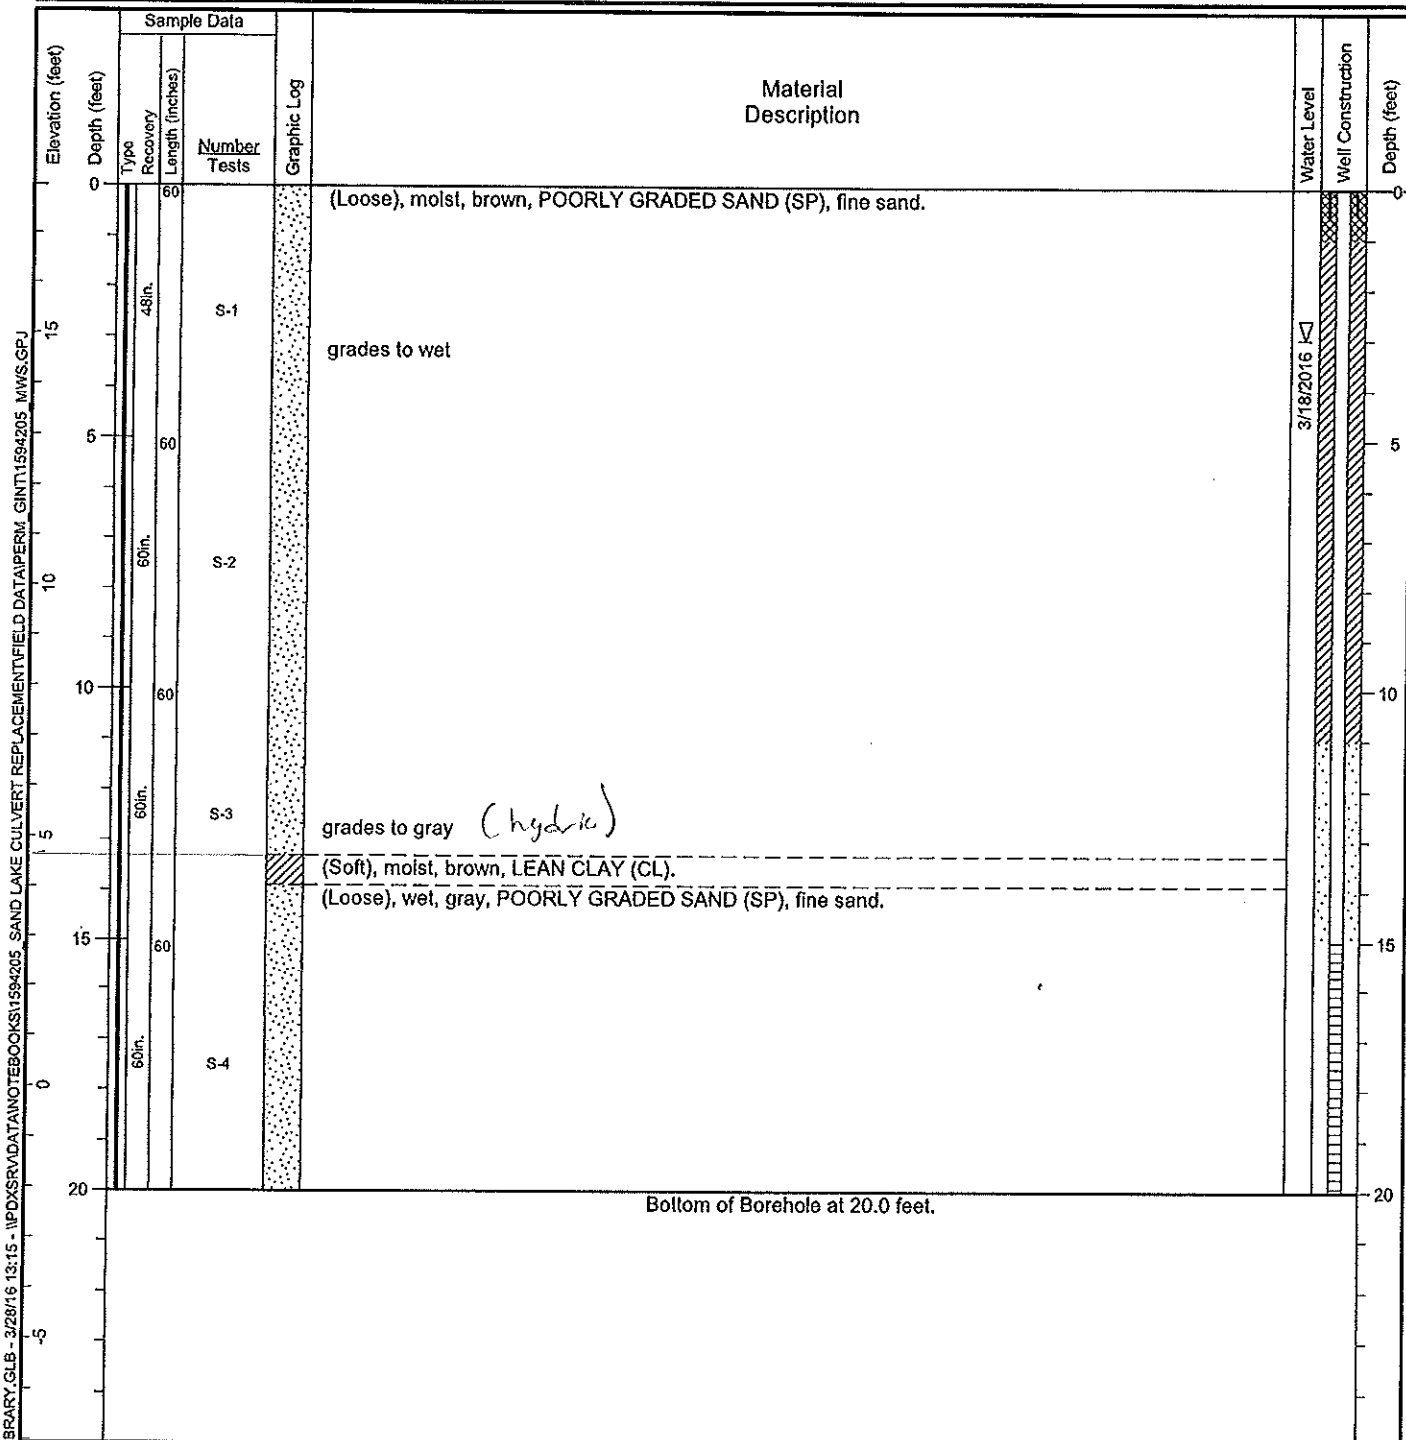 Sample Data
Elevation (feet)
Depth (feet)
Type
Recovery
Length (inches)
Number
Tests
Graphic Log
Material
Description
Water Level
Well Construction
Depth (feet)
0
60
(Loose), moist, brown, POORLY GRADED SAND (SP), fine sand.
0
48in.
S-1
15
grades to wet
3/18/2016
5
60
5
60in.
S-2
10
10
60
10
60in.
S-3
5
grades to gray (hydric)
(Soft), moist, brown, LEAN CLAY (CL).
(Loose), wet, gray, POORLY GRADED SAND (SP), fine sand.
15
60
15
60in.
S-4
0
20
20
Bottom of Borehole at 20.0 feet.
-5
BRARY.GLB - 3/28/16 13:15 - \\PDXSRV\DATA\NOTEBOOKS\1594205_SAND LAKE CULVERT REPLACEMENT\FIELD DATA\PERM_GINT\1594205_MWS.GPJ